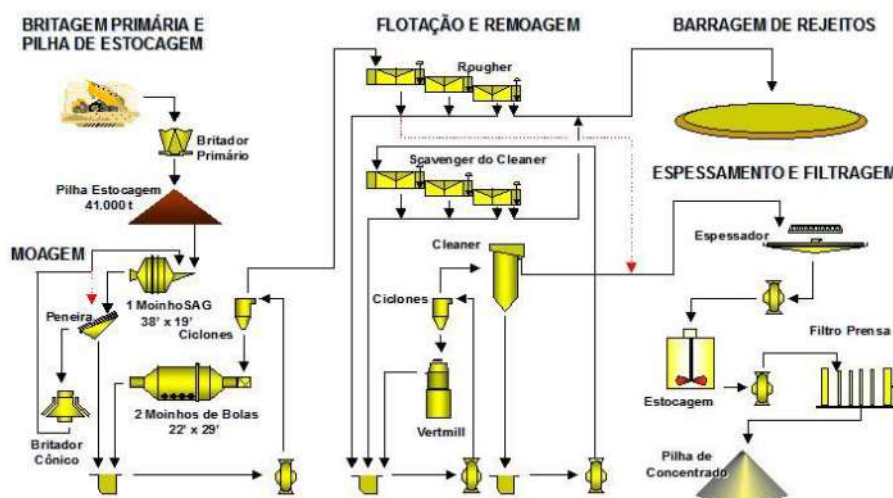 BRITAGEM PRIMÁRIA E
PILHA DE ESTOCAGEM
Britador
Primário
Pilha Estocagem
41.000 t
MOAGEM
1 Moinho SAG
38' x 19'
Peneira
Ciclones
2 Moinhos de Bolas
22' x 29'
Britador
Cônico
FLOTAÇÃO E REMOAGEM
Rougher
Scavenger do Cleaner
Cleaner
Ciclones
Vertmill
BARRAGEM DE REJEITOS
ESPESSAMENTO E FILTRAGEM
Espessador
Filtro Prensa
Estocagem
Pilha de
Concentrado